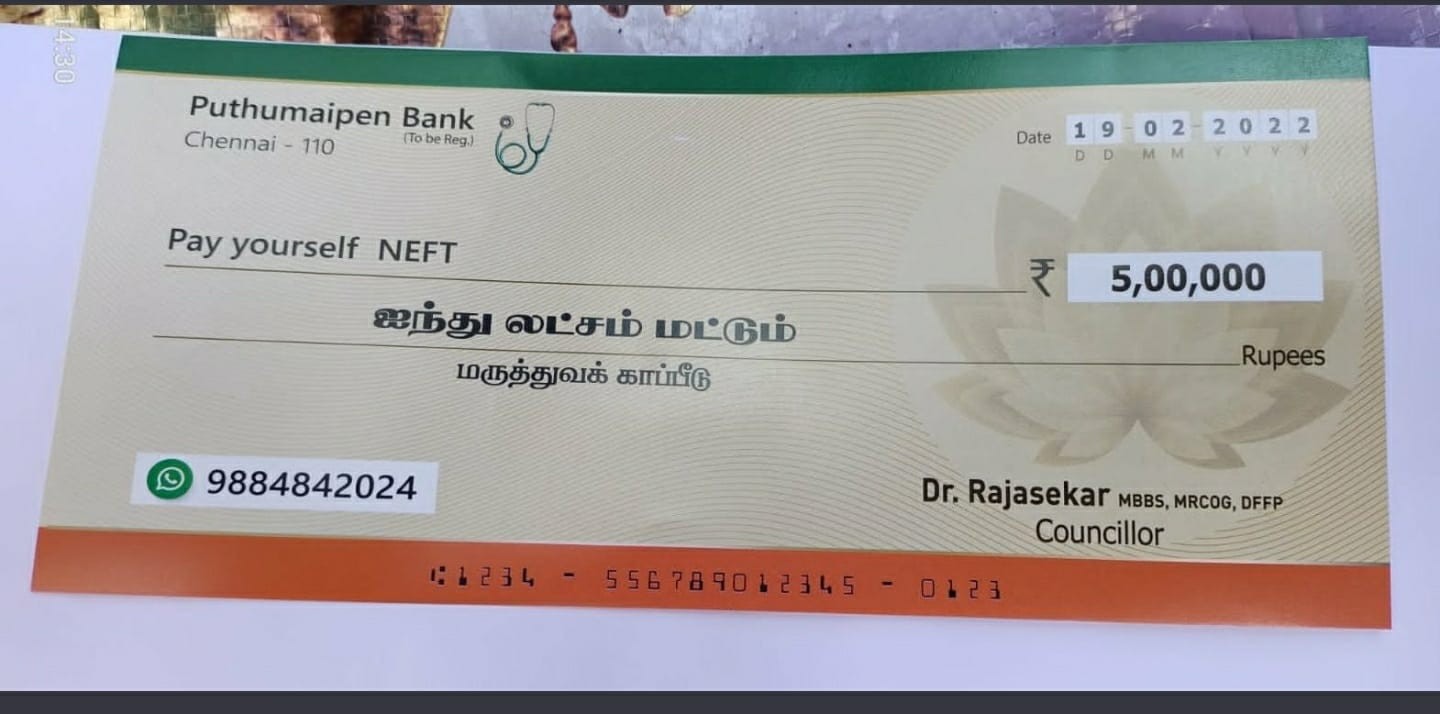 14:30
Puthumaipen Bank
(To be Reg.)
Chennai - 110
Date 19-02-2022
D D M M Y Y Y Y
Pay yourself NEFT
₹ 5,00,000
ஐந்து லட்சம் மட்டும்
Rupees
மருத்துவக் காப்பீடு
9884842024
Dr. Rajasekar MBBS, MRCOG, DFFP
Councillor
⑆1234 - 556789012345 - 0123